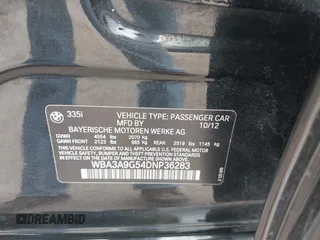 335i
VEHICLE TYPE: PASSENGER CAR
MFD BY 10/12
BAYERISCHE MOTOREN WERKE AG
GVWR 4554 lbs 2070 kg
GAWR FRONT 2123 lbs 965 kg REAR 2519 lbs 1145 kg
WBA3A9G54DNP36283
THIS VEHICLE CONFORMS TO ALL APPLICABLE U.S. FEDERAL MOTOR
VEHICLE SAFETY, BUMPER AND THEFT PREVENTION STANDARDS IN EFFECT
ON THE DATE OF MANUFACTURE SHOWN ABOVE.
DREAMBID